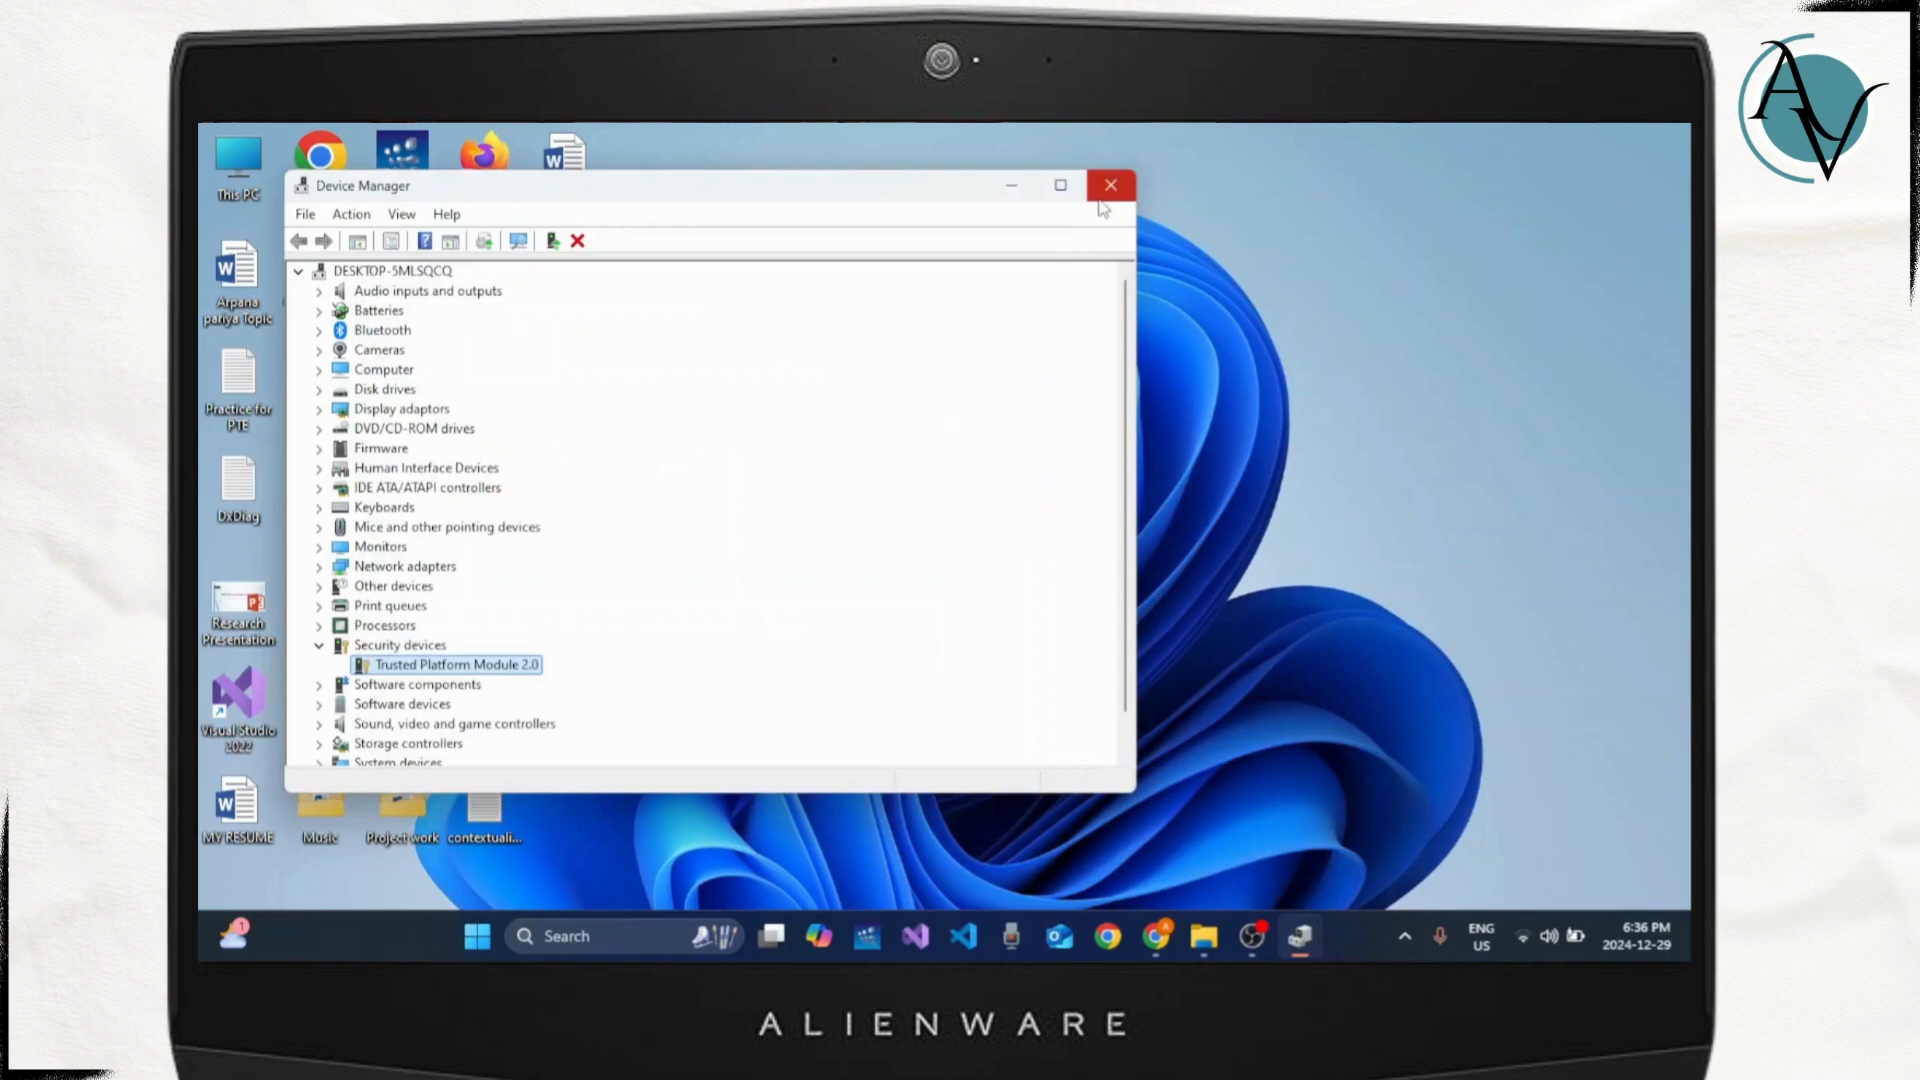 AV
This PC
W
Arpana
pariya Topic
Practice for
PTE
DxDiag
Research
Presentation
Visual Studio
2022
W
MY RESUME
Music
Project work
contextuali...
W
Device Manager
File Action View Help
DESKTOP-5MLSQCQ
Audio inputs and outputs
Batteries
Bluetooth
Cameras
Computer
Disk drives
Display adaptors
DVD/CD-ROM drives
Firmware
Human Interface Devices
IDE ATA/ATAPI controllers
Keyboards
Mice and other pointing devices
Monitors
Network adapters
Other devices
Print queues
Processors
Security devices
Trusted Platform Module 2.0
Software components
Software devices
Sound, video and game controllers
Storage controllers
System devices
1
Search
ENG
US
6:36 PM
2024-12-29
ALIENWARE